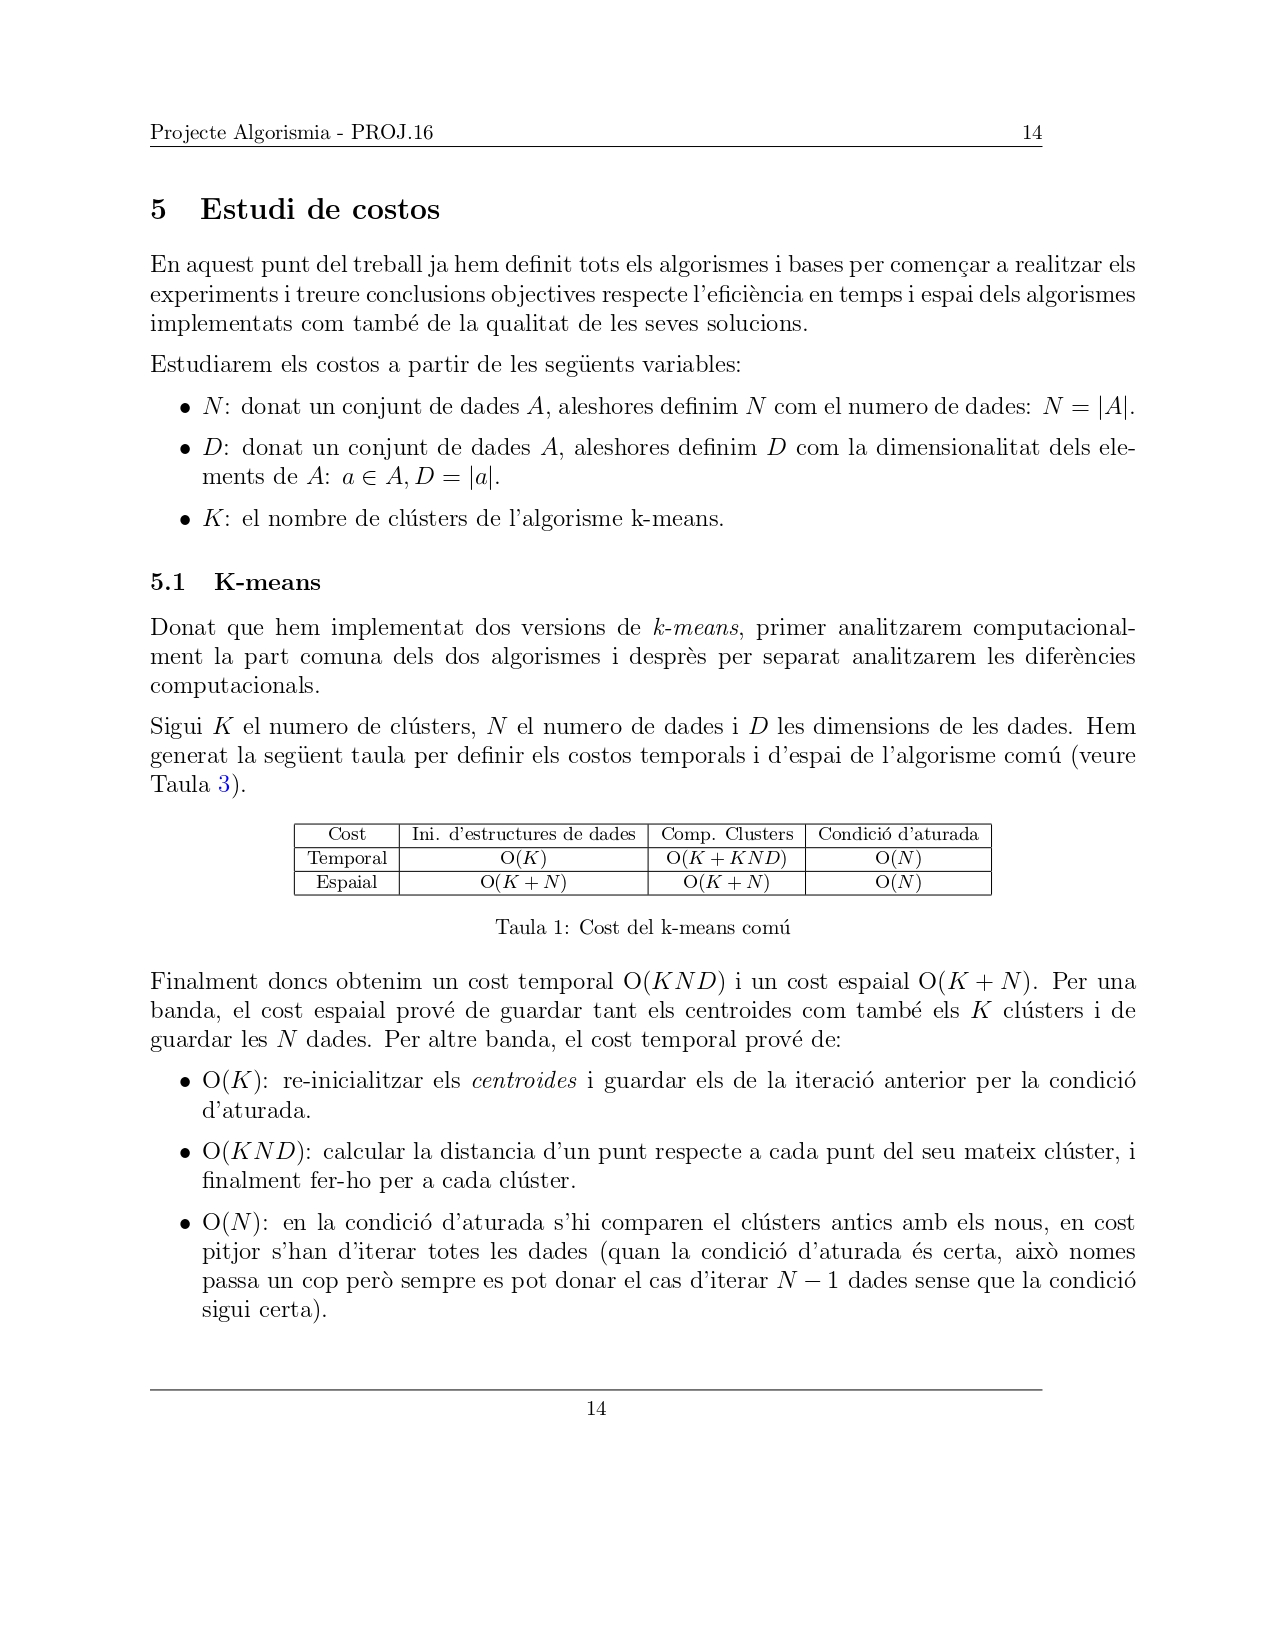 Projecte Algorismia - PROJ.16 14
5 Estudi de costos
En aquest punt del treball ja hem definit tots els algorismes i bases per començar a realitzar els
experiments i treure conclusions objectives respecte l'eficiència en temps i espai dels algorismes
implementats com també de la qualitat de les seves solucions.
Estudiarem els costos a partir de les següents variables:
• N: donat un conjunt de dades A, aleshores definim N com el numero de dades: N = |A|.
• D: donat un conjunt de dades A, aleshores definim D com la dimensionalitat dels ele-
ments de A: a ∈ A, D = |a|.
• K: el nombre de clústers de l'algorisme k-means.
5.1 K-means
Donat que hem implementat dos versions de k-means, primer analitzarem computacional-
ment la part comuna dels dos algorismes i desprès per separat analitzarem les diferències
computacionals.
Sigui K el numero de clústers, N el numero de dades i D les dimensions de les dades. Hem
generat la següent taula per definir els costos temporals i d'espai de l'algorisme comú (veure
Taula 3).
Cost Ini. d'estructures de dades Comp. Clusters Condició d'aturada
Temporal O(K) O(K + KND) O(N)
Espaial O(K + N) O(K + N) O(N)
Taula 1: Cost del k-means comú
Finalment doncs obtenim un cost temporal O(KND) i un cost espaial O(K + N). Per una
banda, el cost espaial prové de guardar tant els centroides com també els K clústers i de
guardar les N dades. Per altre banda, el cost temporal prové de:
• O(K): re-inicialitzar els centroides i guardar els de la iteració anterior per la condició
d'aturada.
• O(KND): calcular la distancia d'un punt respecte a cada punt del seu mateix clúster, i
finalment fer-ho per a cada clúster.
• O(N): en la condició d'aturada s'hi comparen el clústers antics amb els nous, en cost
pitjor s'han d'iterar totes les dades (quan la condició d'aturada és certa, això nomes
passa un cop però sempre es pot donar el cas d'iterar N − 1 dades sense que la condició
sigui certa).
14